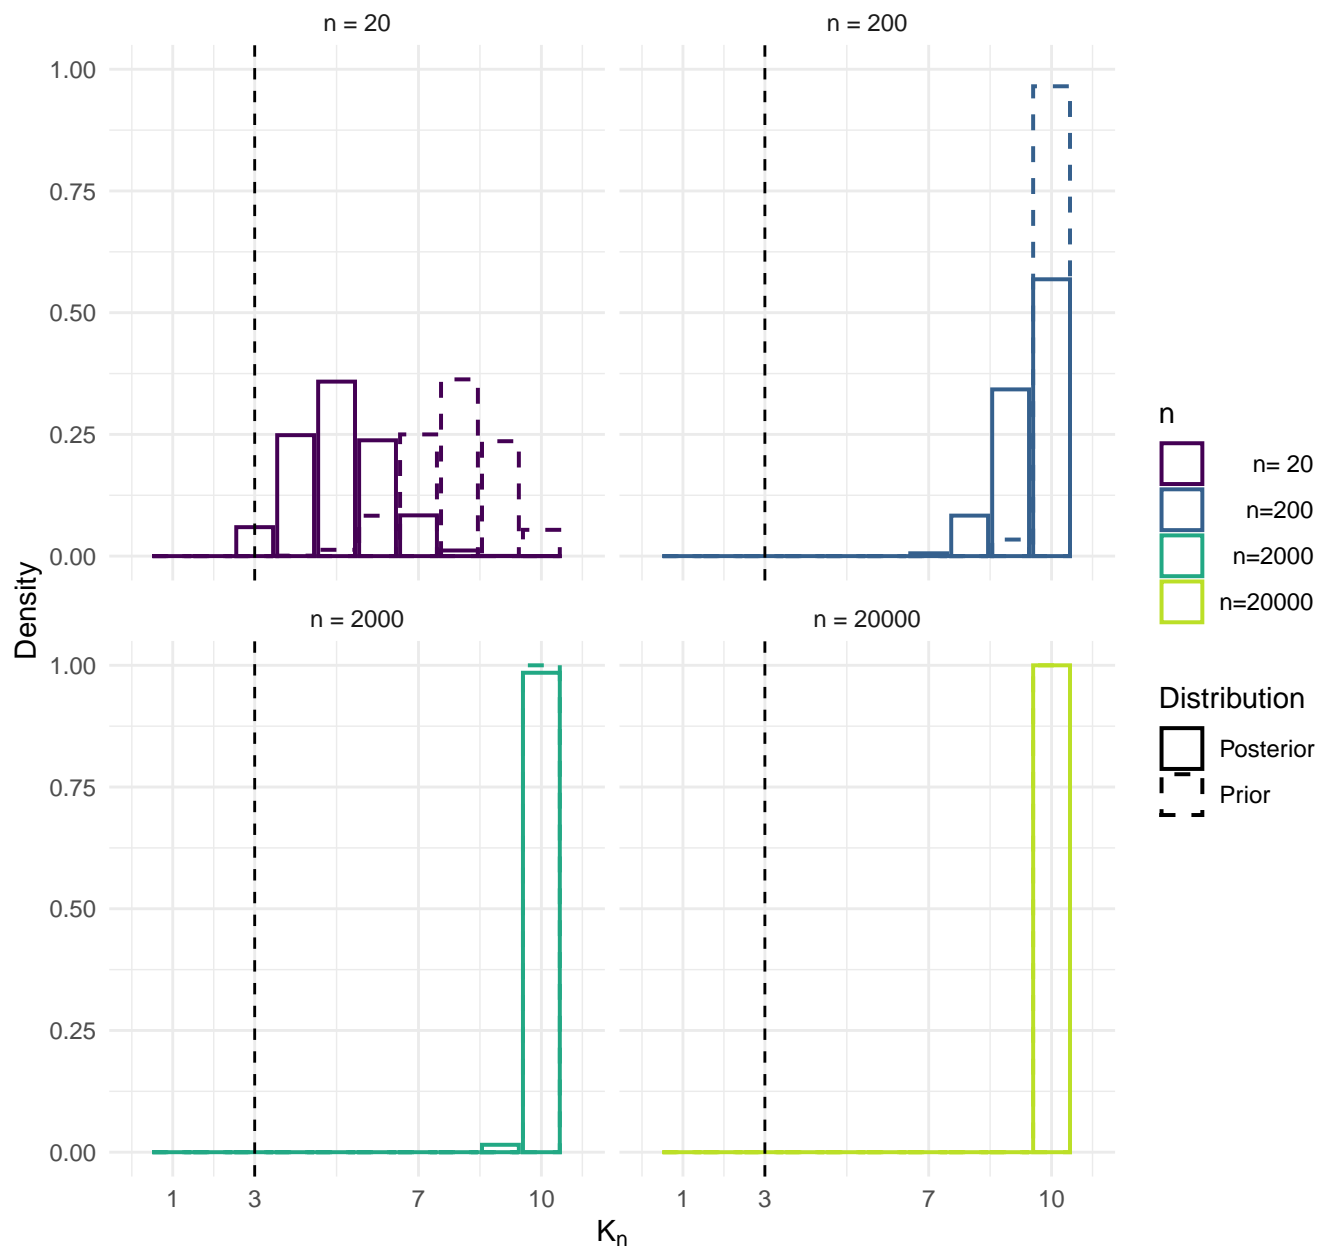 n = 20
n = 200
1.00
0.75
0.50
0.25
0.00
n = 2000
n = 20000
1.00
0.75
0.50
0.25
0.00
1 3 7 10
1 3 7 10
Density
Kₙ
n
n= 20
n=200
n=2000
n=20000
Distribution
Posterior
Prior